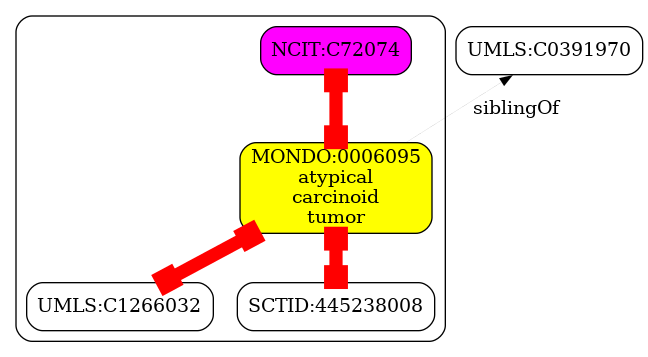 NCIT:C72074
UMLS:C0391970
siblingOf
MONDO:0006095
atypical
carcinoid
tumor
UMLS:C1266032
SCTID:445238008